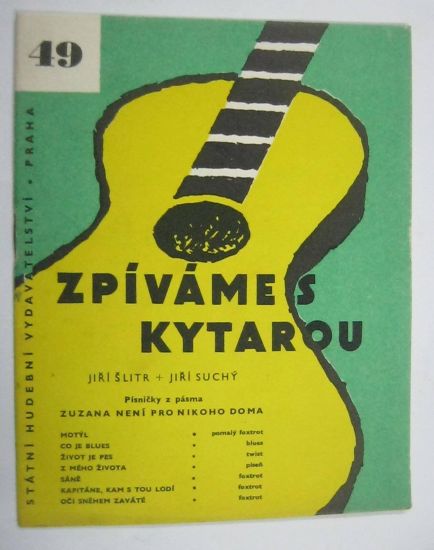 49
STÁTNÍ HUDEBNÍ VYDAVATELSTVÍ • PRAHA
ZPÍVÁME S
KYTAROU
JIŘÍ ŠLITR + JIŘÍ SUCHÝ
Písničky z pásma
ZUZANA NENÍ PRO NIKOHO DOMA
MOTÝL • pomalý foxtrot
CO JE BLUES • blues
ŽIVOT JE PES • twist
Z MÉHO ŽIVOTA • píseň
SÁNĚ • foxtrot
KAPITÁNE, KAM S TOU LODÍ • foxtrot
OČI SNĚHEM ZAVÁTÉ • foxtrot